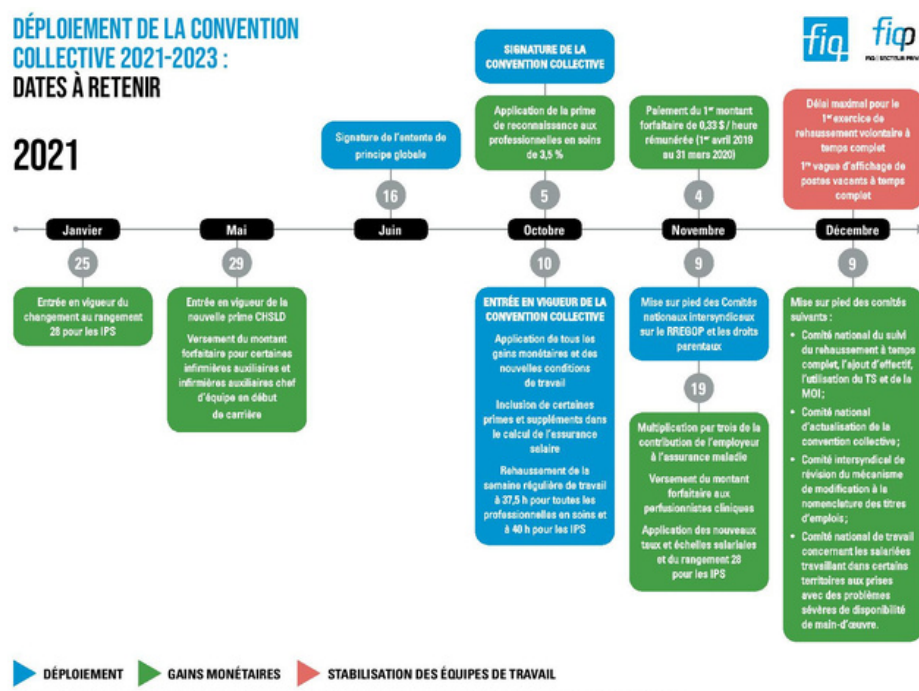 DÉPLOIEMENT DE LA CONVENTION
COLLECTIVE 2021-2023 :
DATES À RETENIR
2021
fiq
fiqp
FIQ | SECTEUR PRIVÉ
Signature de l'entente de
principe globale
16
SIGNATURE DE LA
CONVENTION COLLECTIVE
Application de la prime
de reconnaissance aux
professionnelles en soins
de 3,5 %
5
Paiement du 1er montant
forfaitaire de 0,33 $ / heure
rémunérée (1er avril 2019
au 31 mars 2020)
4
Délai maximal pour le
1er exercice de
rehaussement volontaire à
temps complet
1re vague d'affichage de
postes vacants à temps
complet
Janvier
Mai
Juin
Octobre
Novembre
Décembre
25
Entrée en vigueur du
changement au rangement
28 pour les IPS
29
Entrée en vigueur de la
nouvelle prime CHSLD
Versement du montant
forfaitaire pour certaines
infirmières auxiliaires et
infirmières auxiliaires chef
d'équipe en début
de carrière
10
ENTRÉE EN VIGUEUR DE LA
CONVENTION COLLECTIVE
Application de tous les
gains monétaires et des
nouvelles conditions
de travail
Inclusion de certaines
primes et suppléments dans
le calcul de l'assurance
salaire
Rehaussement de la
semaine régulière de travail
à 37,5 h pour toutes les
professionnelles en soins et
à 40 h pour les IPS
9
Mise sur pied des Comités
nationaux intersyndicaux
sur le RREGOP et les droits
parentaux
19
Multiplication par trois de la
contribution de l'employeur
à l'assurance maladie
Versement du montant
forfaitaire aux
perfusionnistes cliniques
Application des nouveaux
taux et échelles salariales
et du rangement 28
pour les IPS
9
Mise sur pied des comités
suivants :
• Comité national du suivi
du rehaussement à temps
complet, l'ajout d'effectif,
l'utilisation du TS et de la
MOI ;
• Comité national
d'actualisation de la
convention collective ;
• Comité intersyndical de
révision du mécanisme
de modification à la
nomenclature des titres
d'emplois ;
• Comité national de travail
concernant les salariées
travaillant dans certains
territoires aux prises
avec des problèmes
sévères de disponibilité
de main-d'œuvre.
DÉPLOIEMENT
GAINS MONÉTAIRES
STABILISATION DES ÉQUIPES DE TRAVAIL